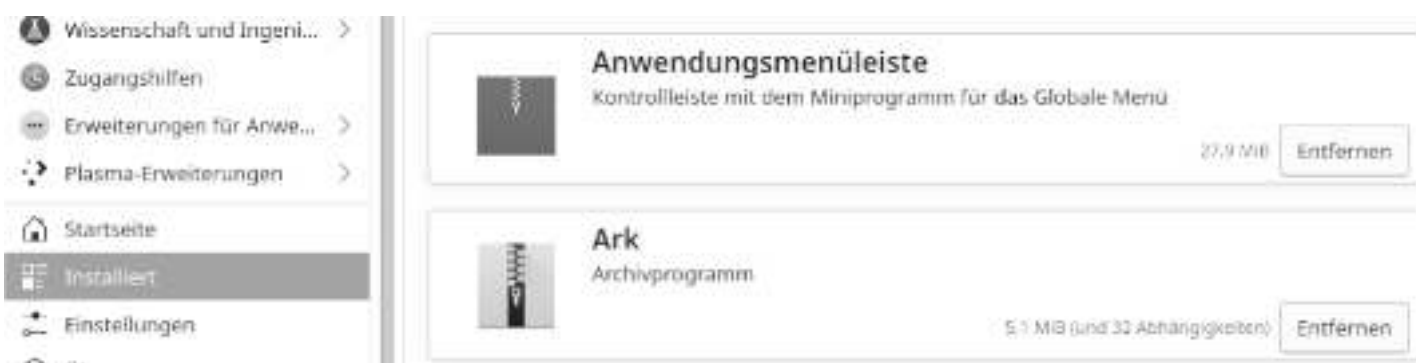 Wissenschaft und Ingeni...
Zugangshilfen
Erweiterungen für Anwe...
Plasma-Erweiterungen
Startseite
Installiert
Einstellungen
Anwendungsmenüleiste
Kontrollleiste mit dem Miniprogramm für das Globale Menü
27,9 MiB
Entfernen
Ark
Archivprogramm
5,1 MiB (und 32 Abhängigkeiten)
Entfernen